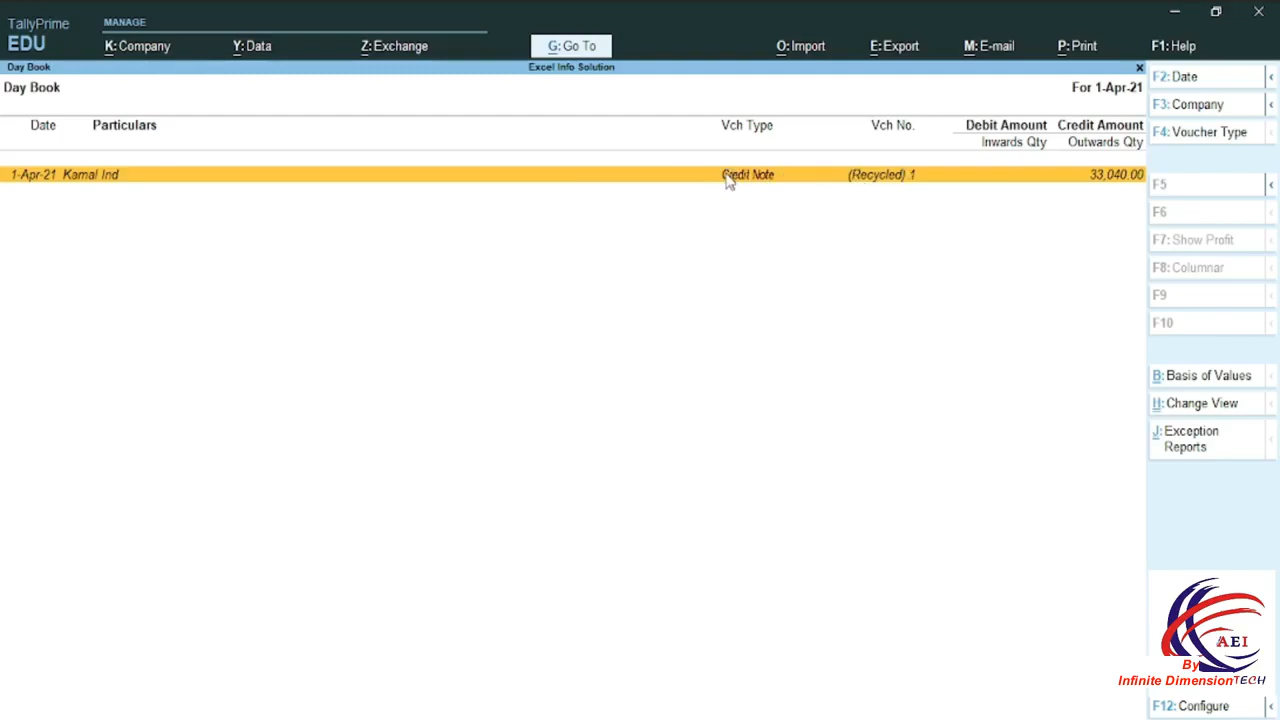 TallyPrime
EDU
MANAGE
K: Company
Y: Data
Z: Exchange
G: Go To
O: Import
E: Export
M: E-mail
P: Print
F1: Help
Day Book
Excel Info Solution
×
Day Book
For 1-Apr-21
Date Particulars Vch Type Vch No. Debit Amount Credit Amount
Inwards Qty Outwards Qty
1-Apr-21 Kamal Ind Credit Note (Recycled) 1 33,040.00
F2: Date
F3: Company
F4: Voucher Type
F5
F6
F7: Show Profit
F8: Columnar
F9
F10
B: Basis of Values
H: Change View
J: Exception
Reports
AEI
By
Infinite DimensionTECH
F12: Configure